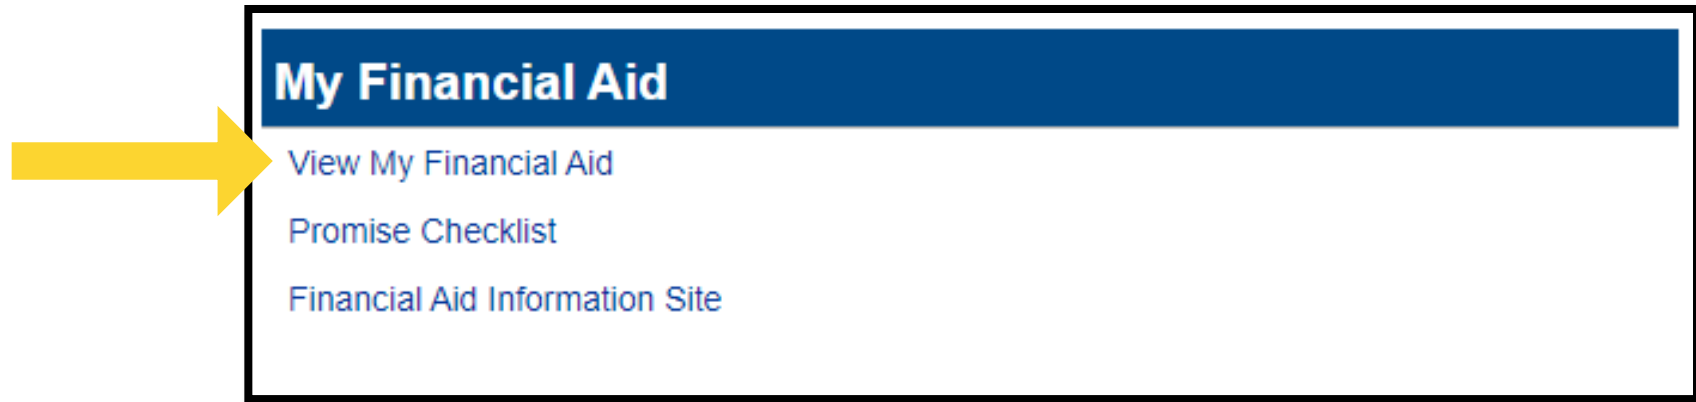 My Financial Aid
View My Financial Aid
Promise Checklist
Financial Aid Information Site